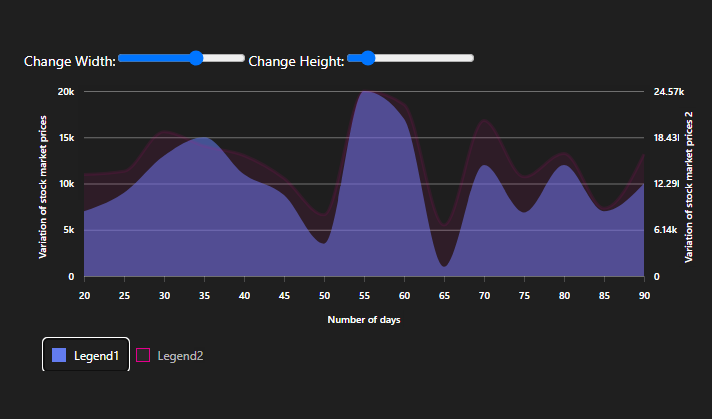 Change Width: Change Height:
20k 24.57k
15k 18.43k
10k 12.29k
5k 6.14k
0 0
Variation of stock market prices
Variation of stock market prices 2
20 25 30 35 40 45 50 55 60 65 70 75 80 85 90
Number of days
Legend1 Legend2